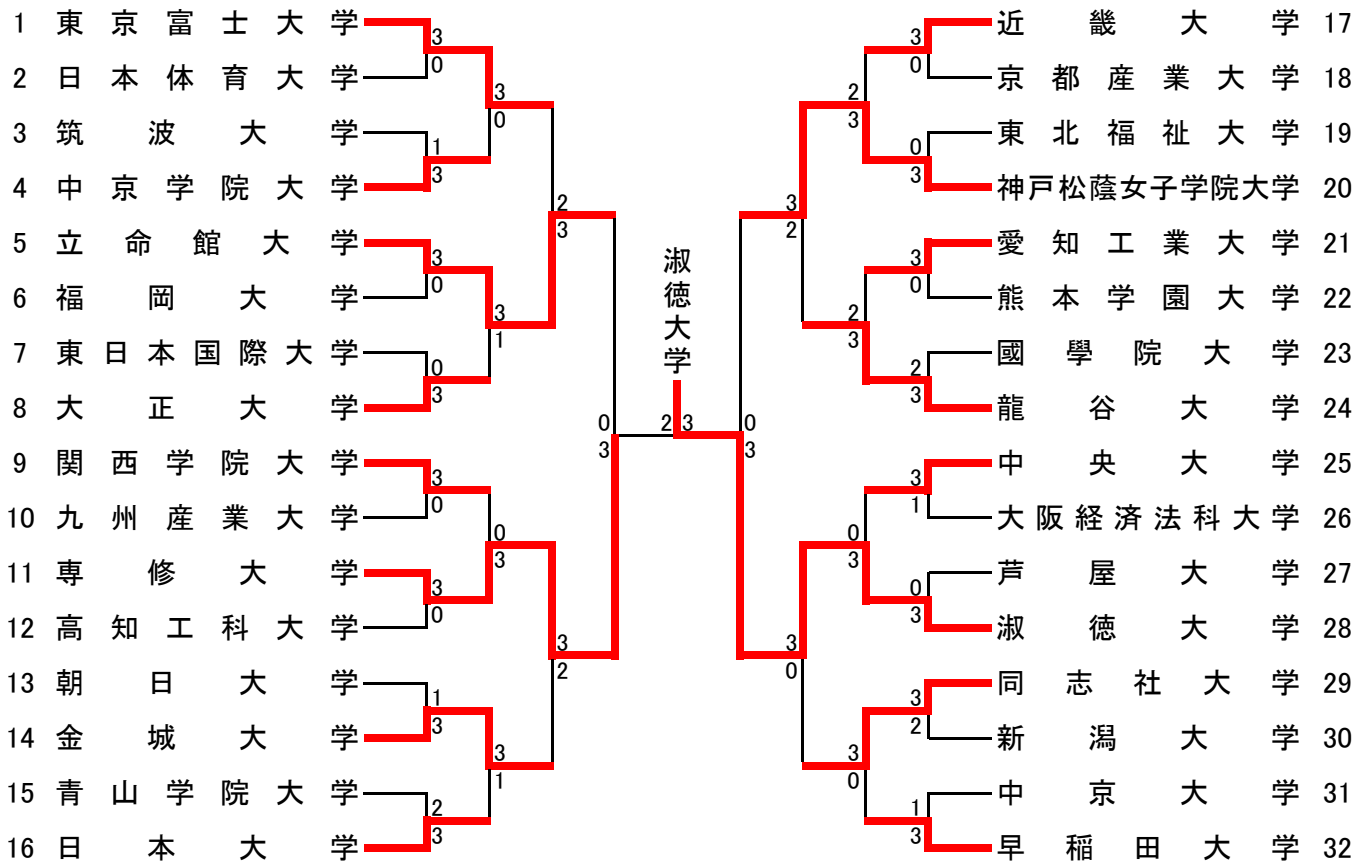 1 東京富士大学
2 日本体育大学
3 筑波大学
4 中京学院大学
5 立命館大学
6 福岡大学
7 東日本国際大学
8 大正大学
9 関西学院大学
10 九州産業大学
11 専修大学
12 高知工科大学
13 朝日大学
14 金城大学
15 青山学院大学
16 日本大学
3
0
1
3
3
0
0
3
3
0
3
0
1
3
2
3
3
0
3
1
0
3
3
1
2
3
3
2
0
3
淑徳大学
2 3
0
3
3
2
3
0
2
3
2
3
0
3
3
0
3
0
0
3
3
0
2
3
3
1
0
3
3
2
1
3
近畿大学 17
京都産業大学 18
東北福祉大学 19
神戸松蔭女子学院大学 20
愛知工業大学 21
熊本学園大学 22
國學院大学 23
龍谷大学 24
中央大学 25
大阪経済法科大学 26
芦屋大学 27
淑徳大学 28
同志社大学 29
新潟大学 30
中京大学 31
早稲田大学 32